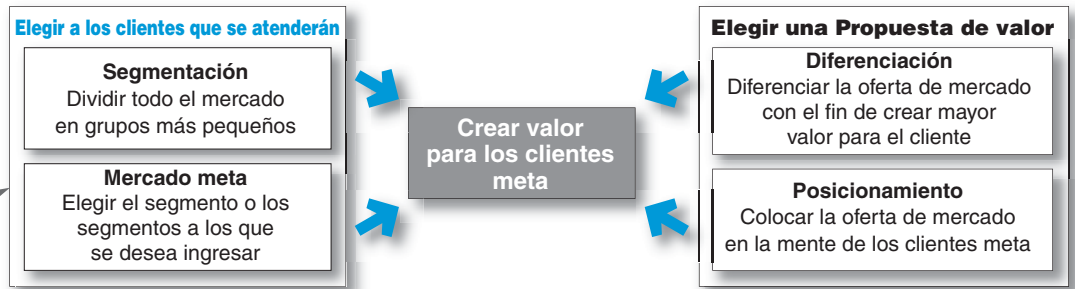 Elegir a los clientes que se atenderán
Segmentación
Dividir todo el mercado
en grupos más pequeños
Mercado meta
Elegir el segmento o los
segmentos a los que
se desea ingresar
Crear valor
para los clientes
meta
Elegir una Propuesta de valor
Diferenciación
Diferenciar la oferta de mercado
con el fin de crear mayor
valor para el cliente
Posicionamiento
Colocar la oferta de mercado
en la mente de los clientes meta